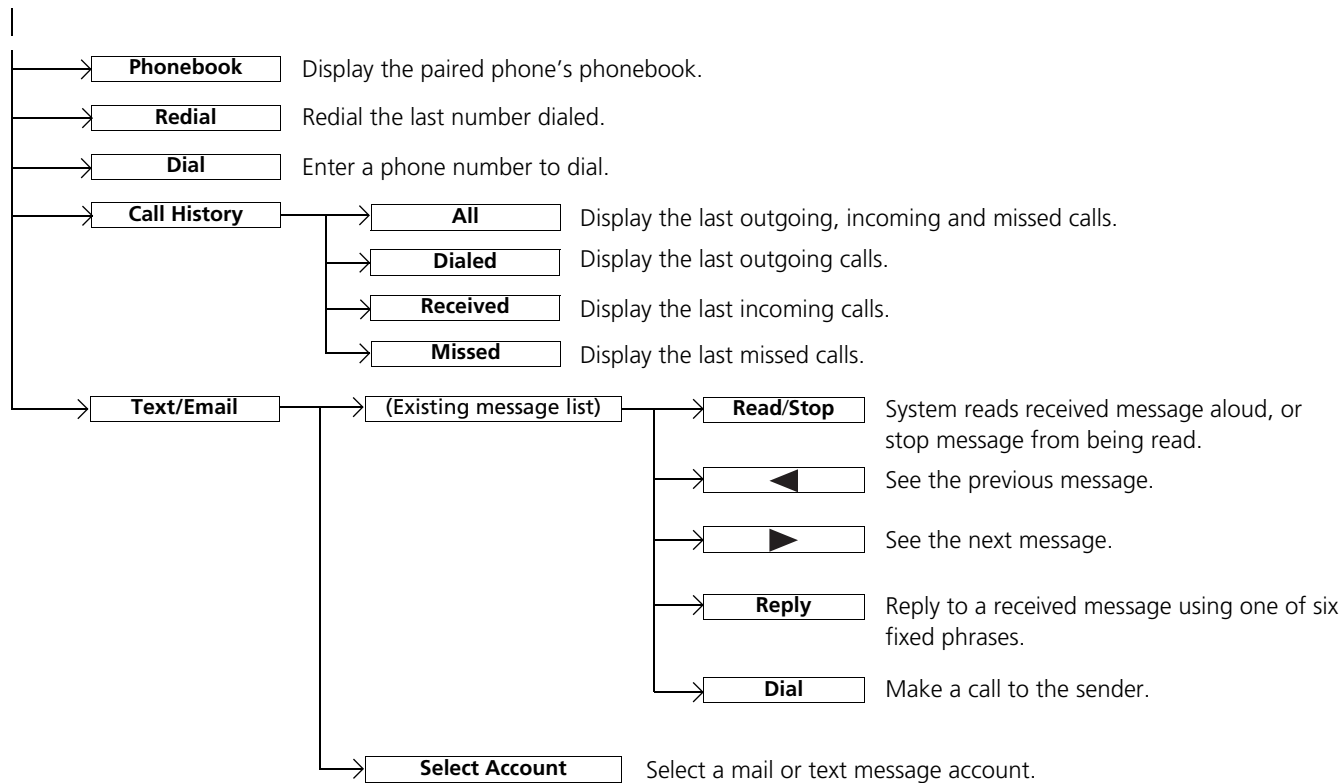 Phonebook Display the paired phone’s phonebook.
Redial Redial the last number dialed.
Dial Enter a phone number to dial.
Call History All Display the last outgoing, incoming and missed calls.
Dialed Display the last outgoing calls.
Received Display the last incoming calls.
Missed Display the last missed calls.
Text/Email (Existing message list) Read/Stop System reads received message aloud, or
stop message from being read.
See the previous message.
See the next message.
Reply Reply to a received message using one of six
fixed phrases.
Dial Make a call to the sender.
Select Account Select a mail or text message account.